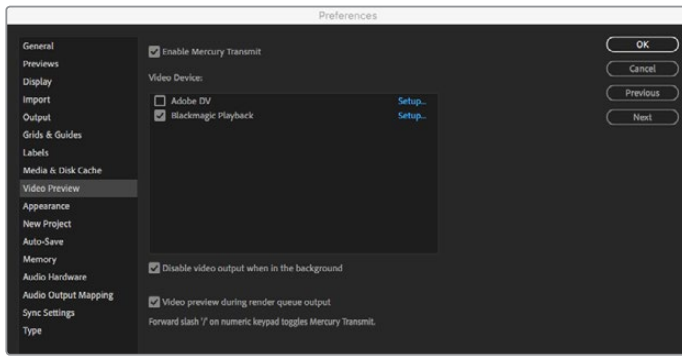 Preferences
General
Previews
Display
Import
Output
Grids & Guides
Labels
Media & Disk Cache
Video Preview
Appearance
New Project
Auto-Save
Memory
Audio Hardware
Audio Output Mapping
Sync Settings
Type
Enable Mercury Transmit
Video Device:
Adobe DV Setup...
Blackmagic Playback Setup...
Disable video output when in the background
Video preview during render queue output
Forward slash '/' on numeric keypad toggles Mercury Transmit.
OK
Cancel
Previous
Next